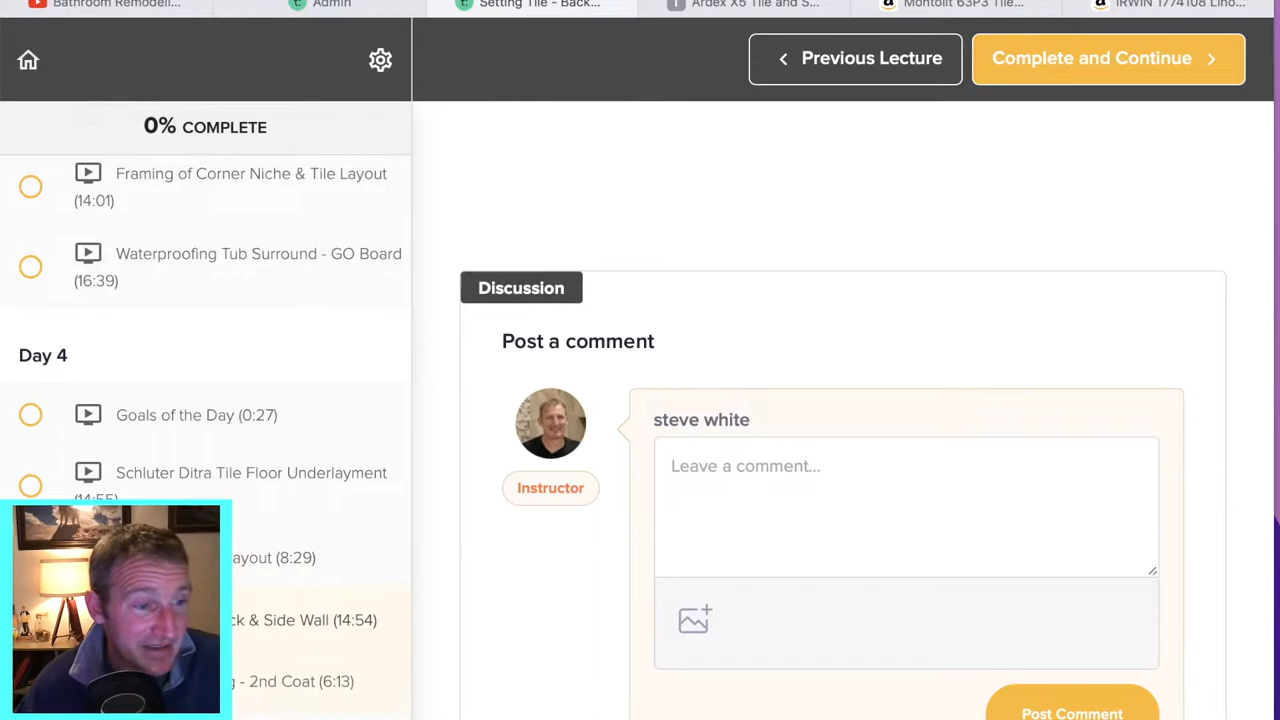 Bathroom Remodeli...
Admin
Setting Tile - Back...
Ardex X5 Tile and S...
Montolit 63P3 Tile...
IRWIN 1774108 Lino...
Previous Lecture
Complete and Continue
0% COMPLETE
Framing of Corner Niche & Tile Layout
(14:01)
Waterproofing Tub Surround - GO Board
(16:39)
Day 4
Goals of the Day (0:27)
Schluter Ditra Tile Floor Underlayment
(14:55)
ayout (8:29)
ck & Side Wall (14:54)
g - 2nd Coat (6:13)
Discussion
Post a comment
steve white
Leave a comment...
Instructor
Post Comment